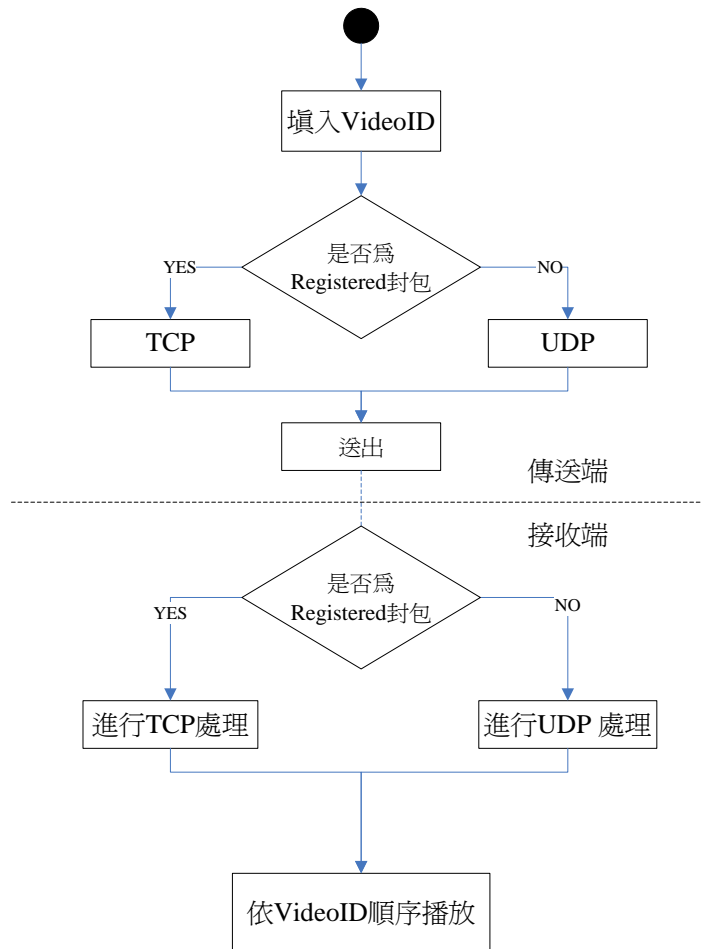 填入VideoID
是否為
Registered封包
YES
NO
TCP
UDP
送出
傳送端
接收端
是否為
Registered封包
YES
NO
進行TCP處理
進行UDP 處理
依VideoID順序播放